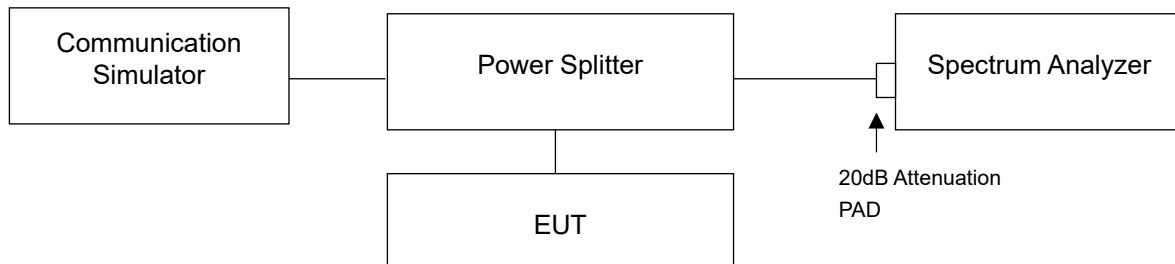 Communication
Simulator
Power Splitter
Spectrum Analyzer
20dB Attenuation
PAD
EUT